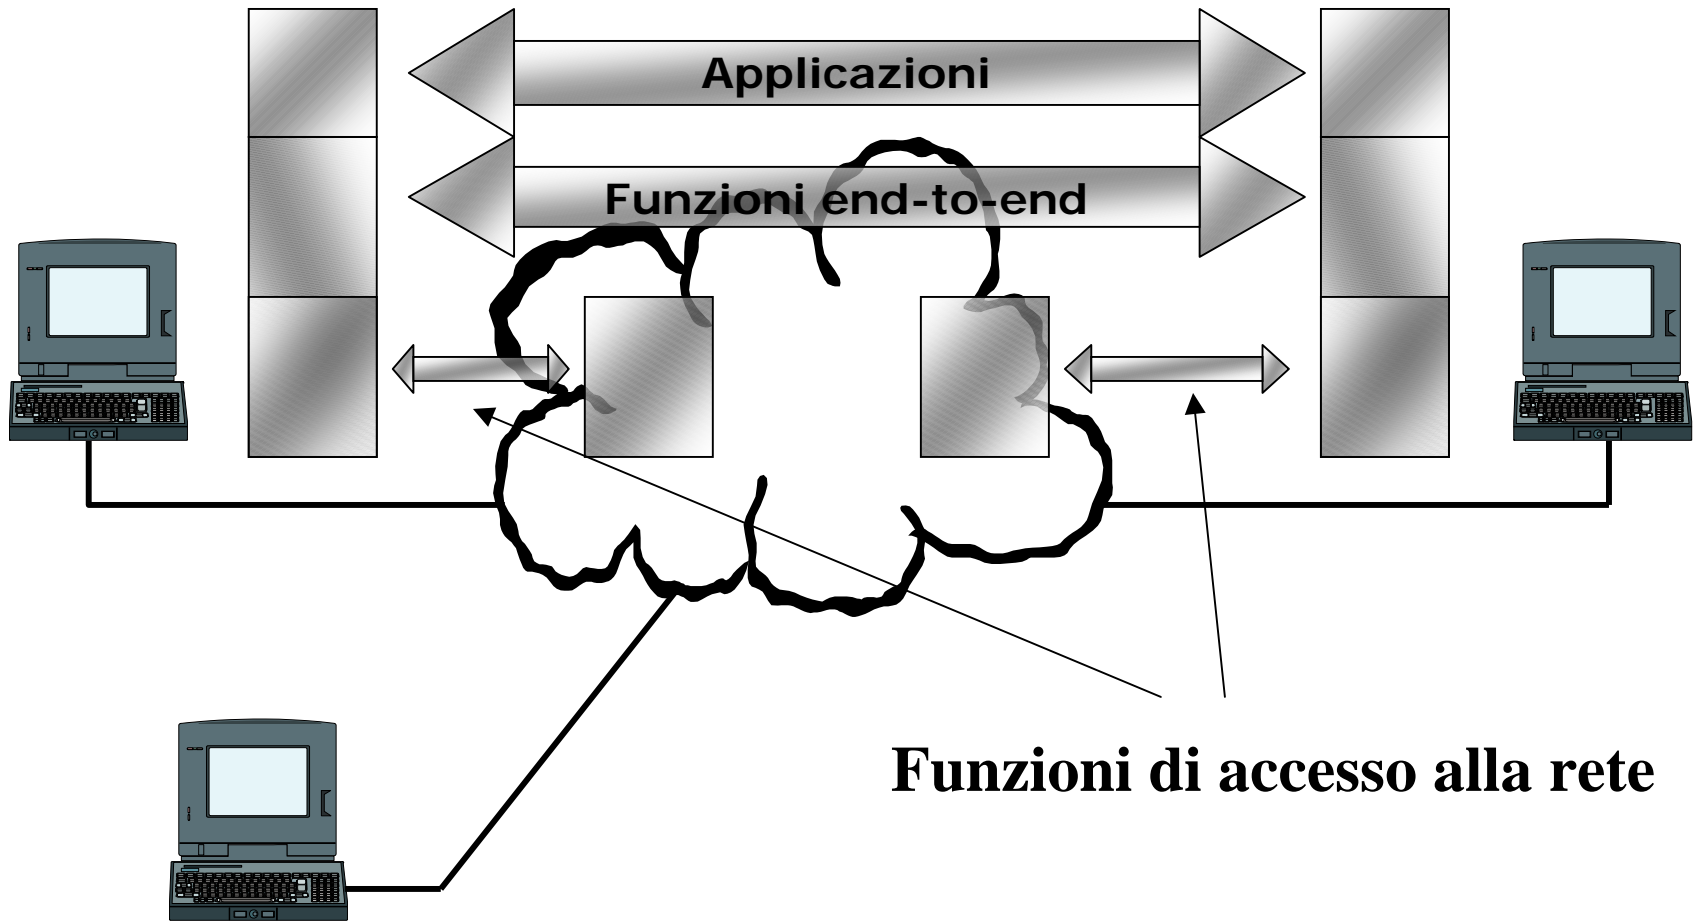 Applicazioni
Funzioni end-to-end
Funzioni di accesso alla rete